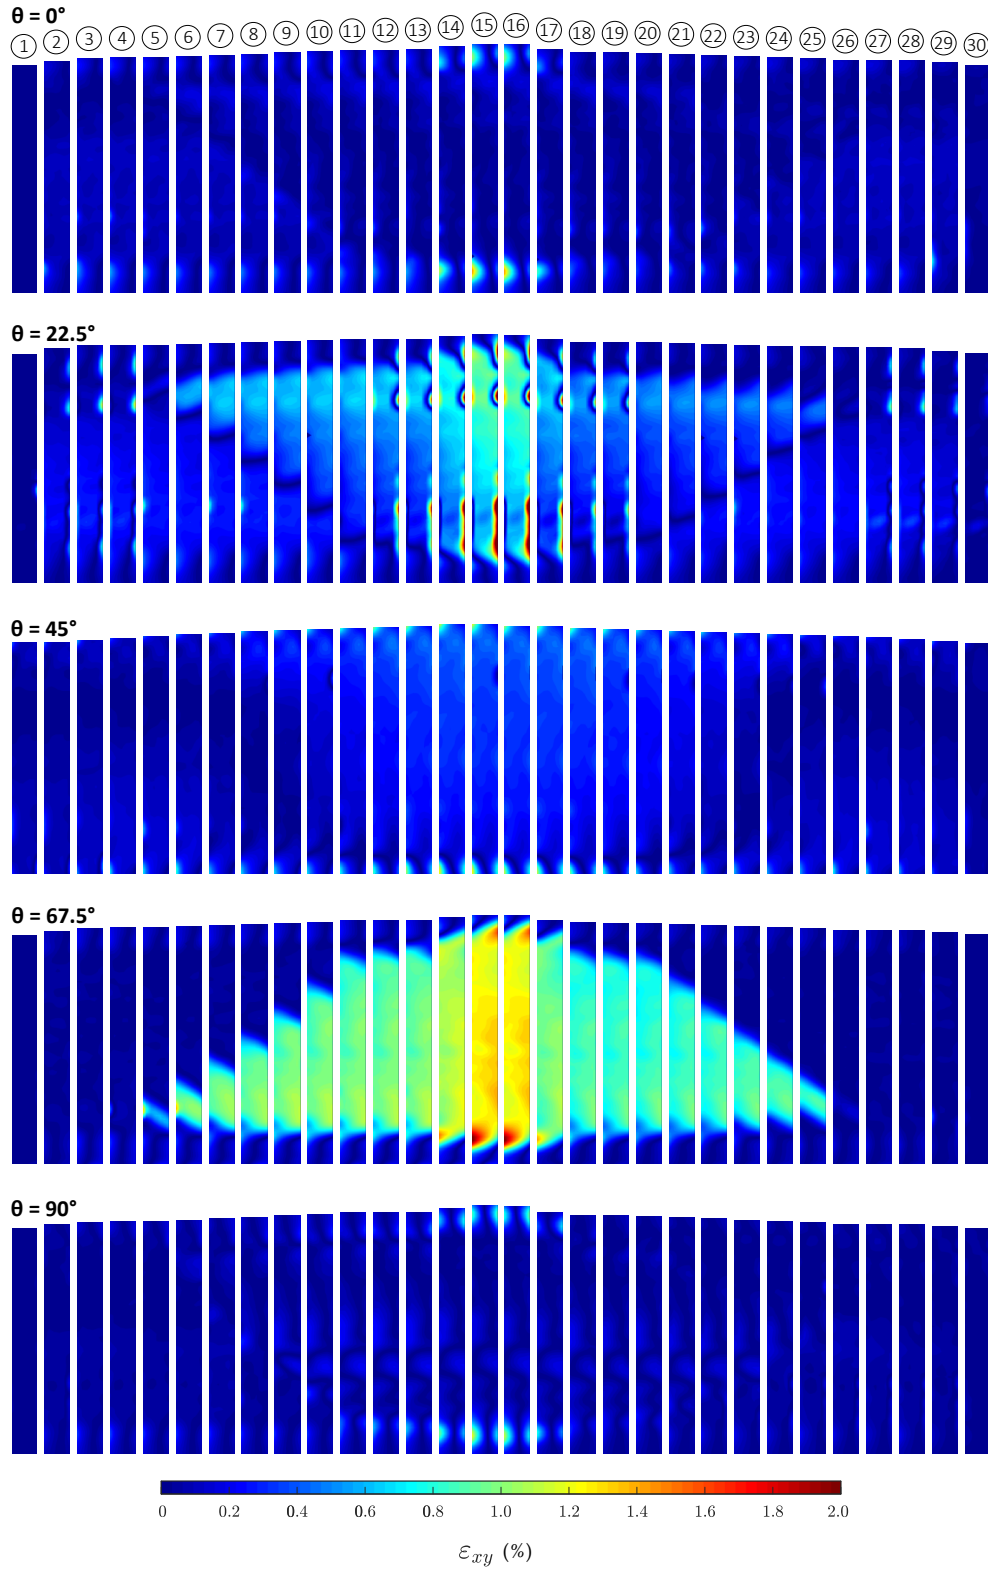 θ = 0°
① ② ③ ④ ⑤ ⑥ ⑦ ⑧ ⑨ ⑩ ⑪ ⑫ ⑬ ⑭ ⑮ ⑯ ⑰ ⑱ ⑲ ⑳ ㉑ ㉒ ㉓ ㉔ ㉕ ㉖ ㉗ ㉘ ㉙ ㉚
θ = 22.5°
θ = 45°
θ = 67.5°
θ = 90°
0 0.2 0.4 0.6 0.8 1.0 1.2 1.4 1.6 1.8 2.0
εxy (%)